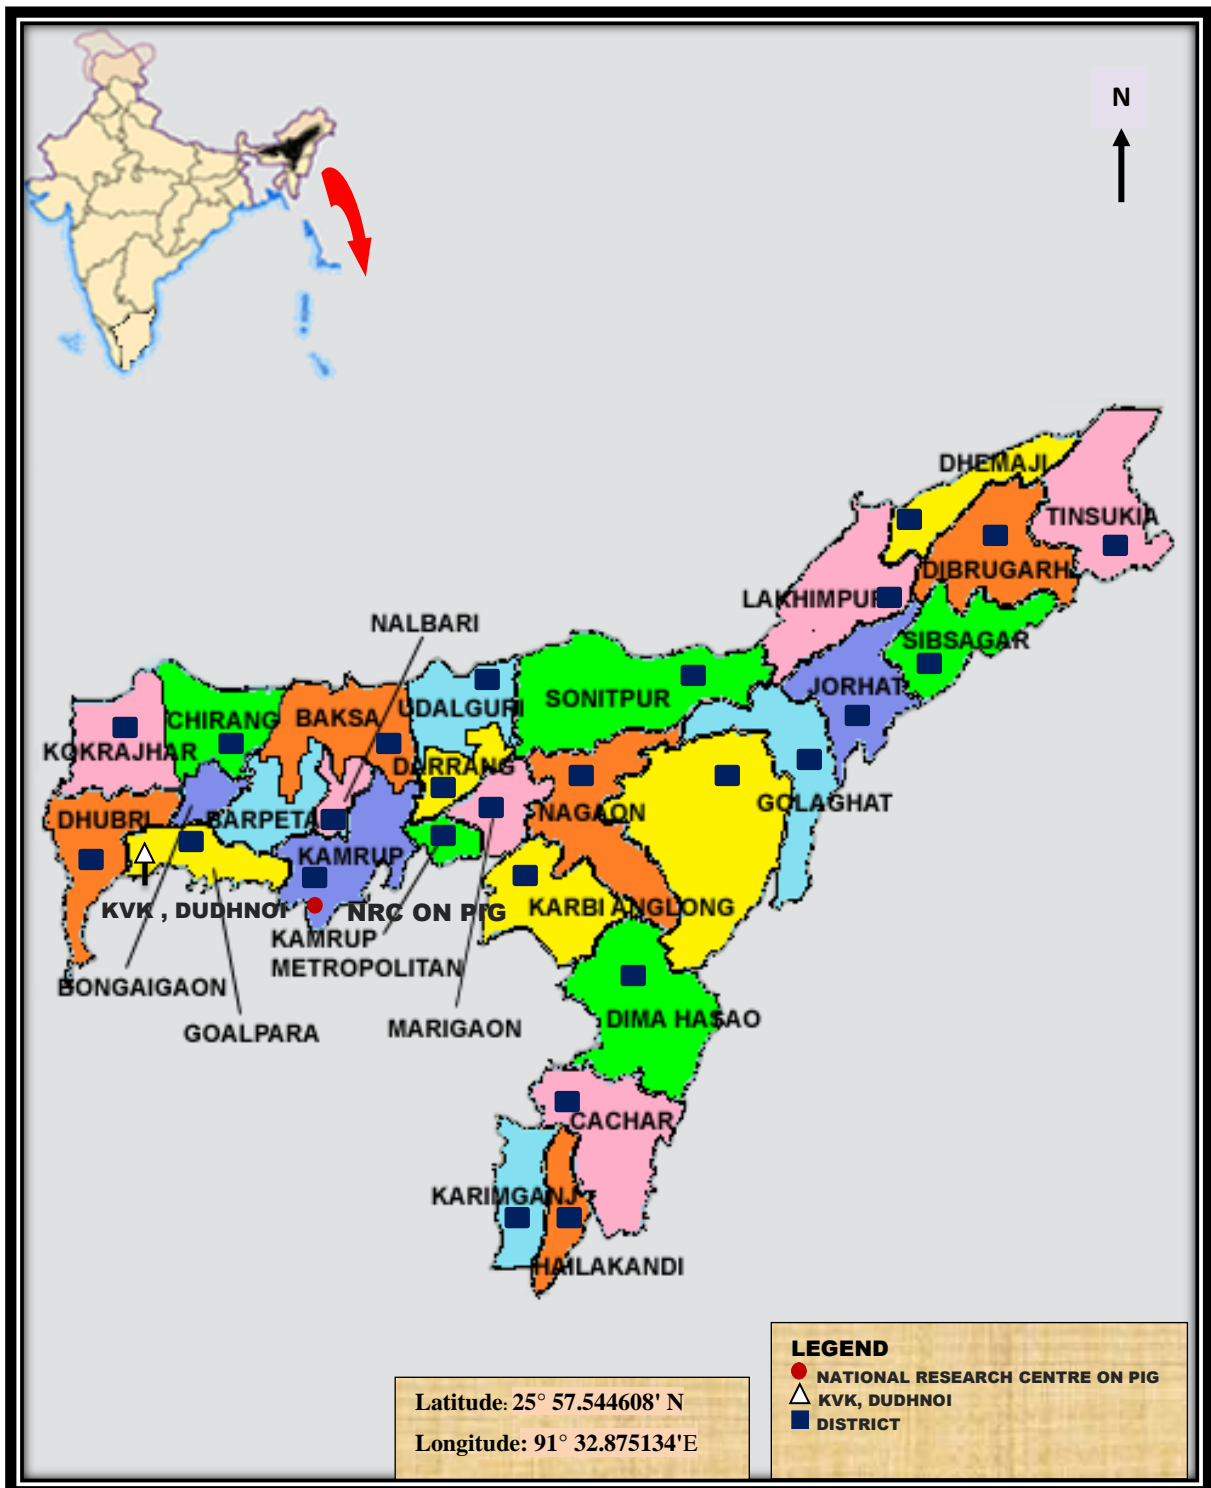 N
DHEMAJI
TINSUKIA
DIBRUGARH
LAKHIMPUR
NALBARI
SIBSAGAR
JORHAT
SONITPUR
UDALGURI
BAKSA
CHIRANG
KOKRAJHAR
DARRANG
GOLAGHAT
NAGAON
DHUBRI
BARPETA
KAMRUP
KARBI ANGLONG
KVK , DUDHNOI
NRC ON PIG
KAMRUP
METROPOLITAN
BONGAIGAON
GOALPARA
MARIGAON
DIMA HASAO
CACHAR
KARIMGANJ
HAILAKANDI
LEGEND
NATIONAL RESEARCH CENTRE ON PIG
KVK, DUDHNOI
DISTRICT
Latitude: 25° 57.544608' N
Longitude: 91° 32.875134'E